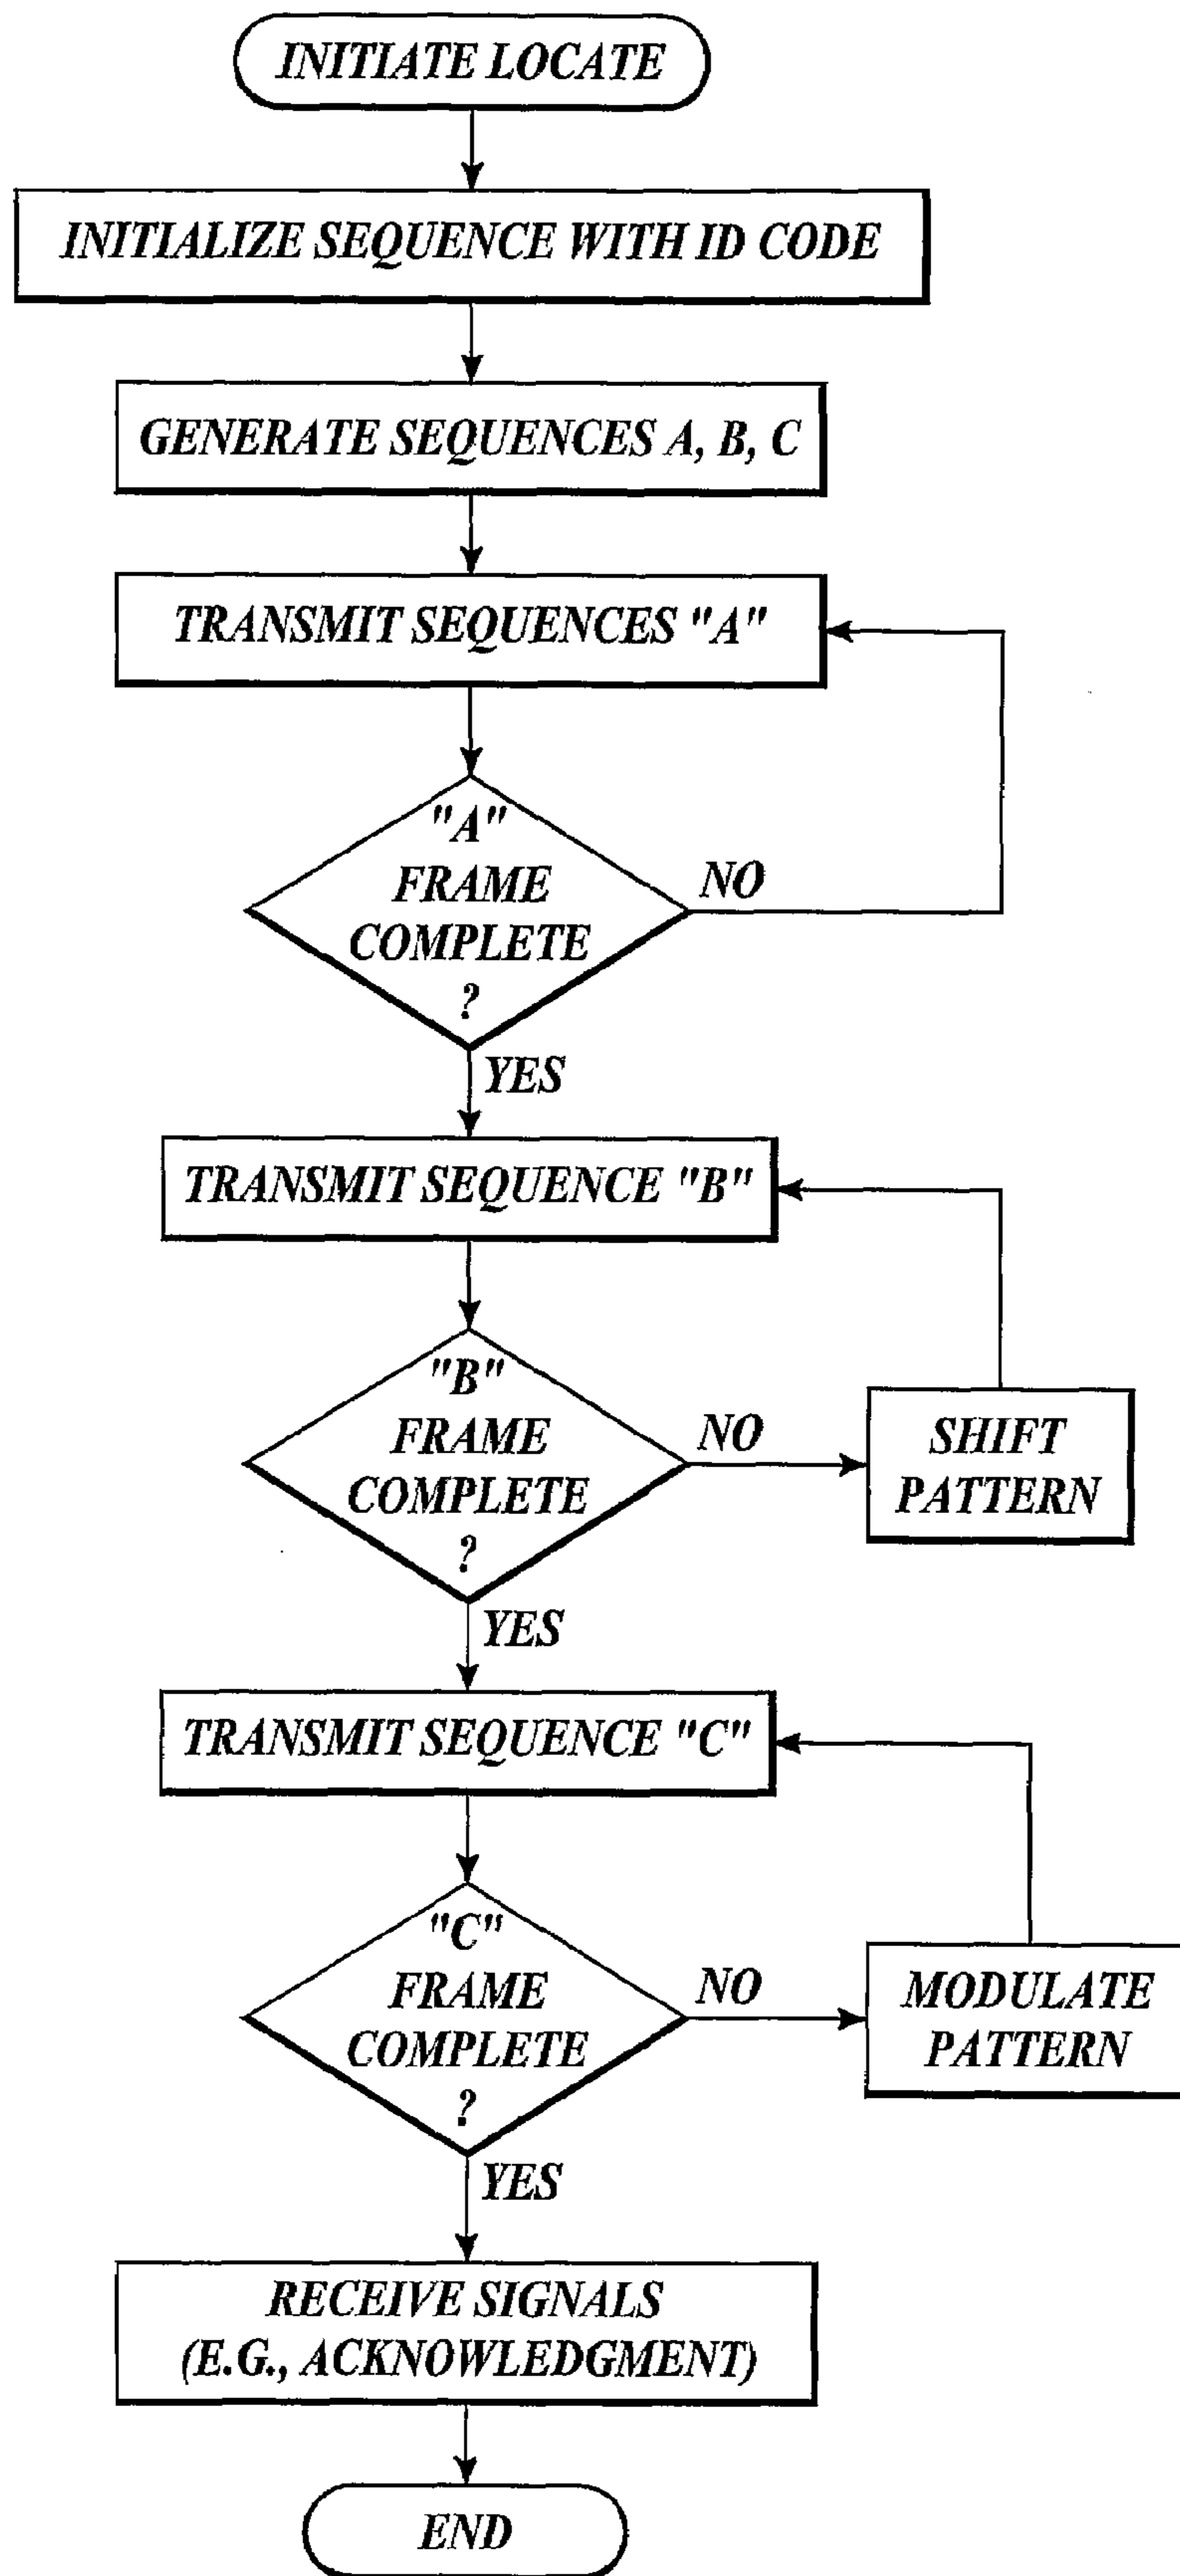 INITIATE LOCATE
INITIALIZE SEQUENCE WITH ID CODE
GENERATE SEQUENCES A, B, C
TRANSMIT SEQUENCES "A"
"A"
FRAME
COMPLETE
?
NO
YES
TRANSMIT SEQUENCE "B"
"B"
FRAME
COMPLETE
?
NO
SHIFT
PATTERN
YES
TRANSMIT SEQUENCE "C"
"C"
FRAME
COMPLETE
?
NO
MODULATE
PATTERN
YES
RECEIVE SIGNALS
(E.G., ACKNOWLEDGMENT)
END